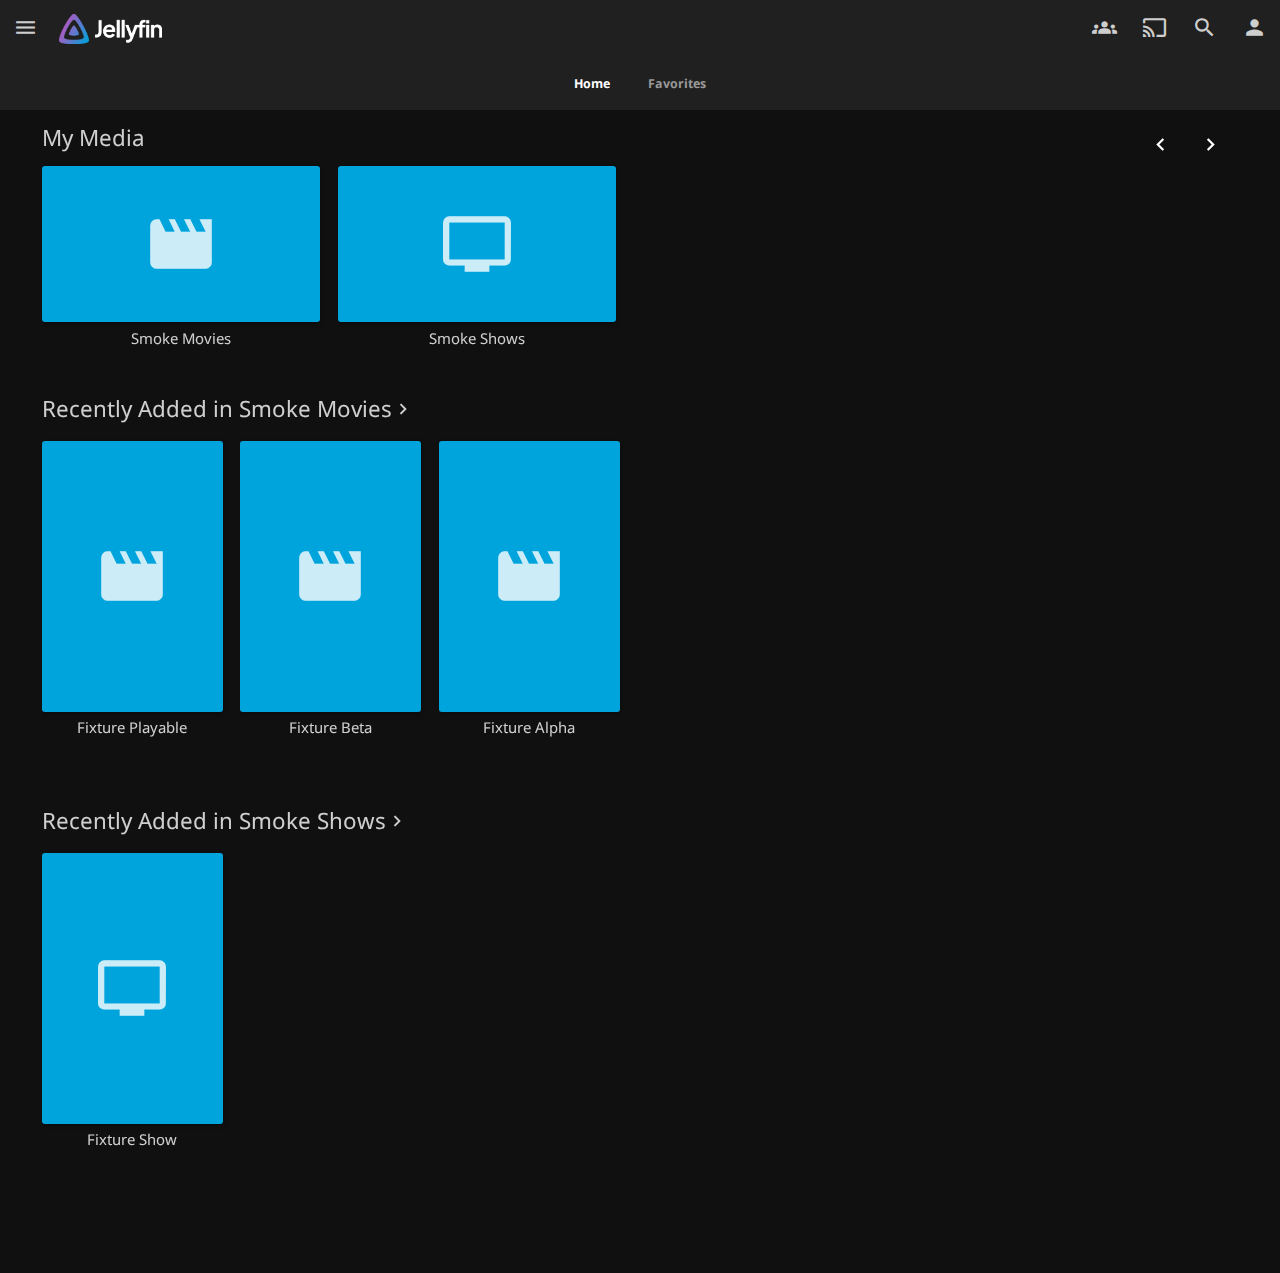 Jellyfin
Home Favorites
My Media
Smoke Movies Smoke Shows
Recently Added in Smoke Movies
Fixture Playable Fixture Beta Fixture Alpha
Recently Added in Smoke Shows
Fixture Show